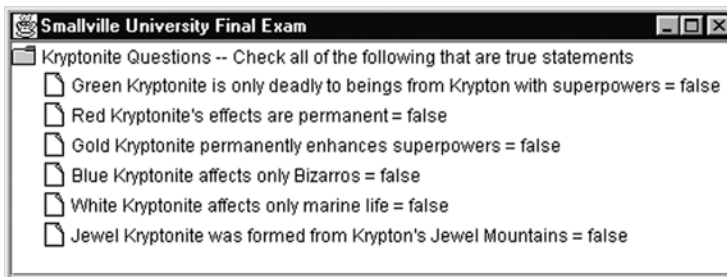 Smallville University Final Exam
Kryptonite Questions -- Check all of the following that are true statements
Green Kryptonite is only deadly to beings from Krypton with superpowers = false
Red Kryptonite's effects are permanent = false
Gold Kryptonite permanently enhances superpowers = false
Blue Kryptonite affects only Bizarros = false
White Kryptonite affects only marine life = false
Jewel Kryptonite was formed from Krypton's Jewel Mountains = false